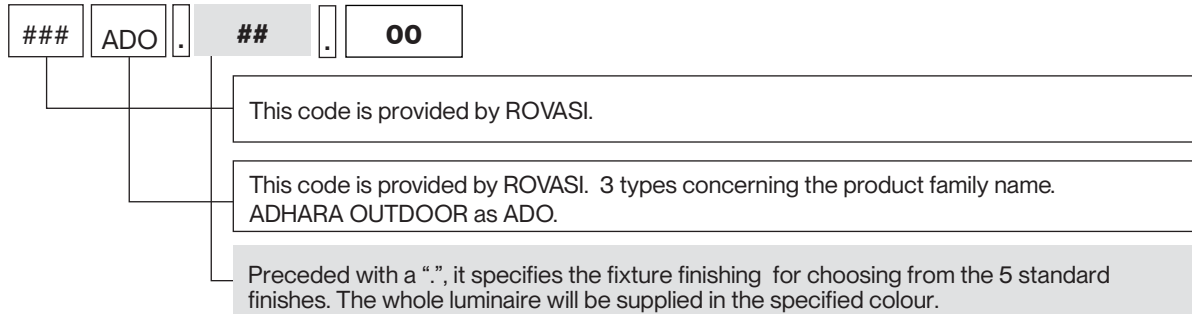 ### ADO . ## . 00
This code is provided by ROVASI.
This code is provided by ROVASI.  3 types concerning the product family name.
ADHARA OUTDOOR as ADO.
Preceded with a “.”, it specifies the fixture finishing  for choosing from the 5 standard
finishes. The whole luminaire will be supplied in the specified colour.